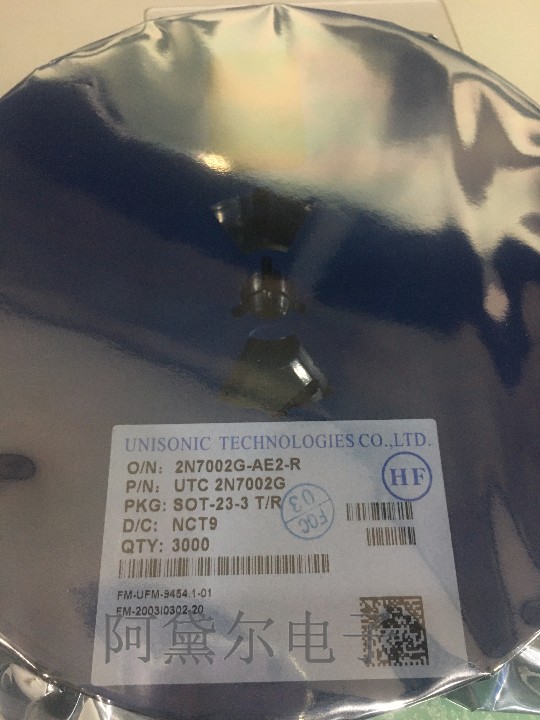 UNISONIC TECHNOLOGIES CO.,LTD.
O/N: 2N7002G-AE2-R
P/N: UTC 2N7002G
PKG: SOT-23-3 T/R
D/C: NCT9
QTY: 3000
HF
FQC
03
FM-UFM-9454.1-01
FM-2003I0302-20
阿黛尔电子